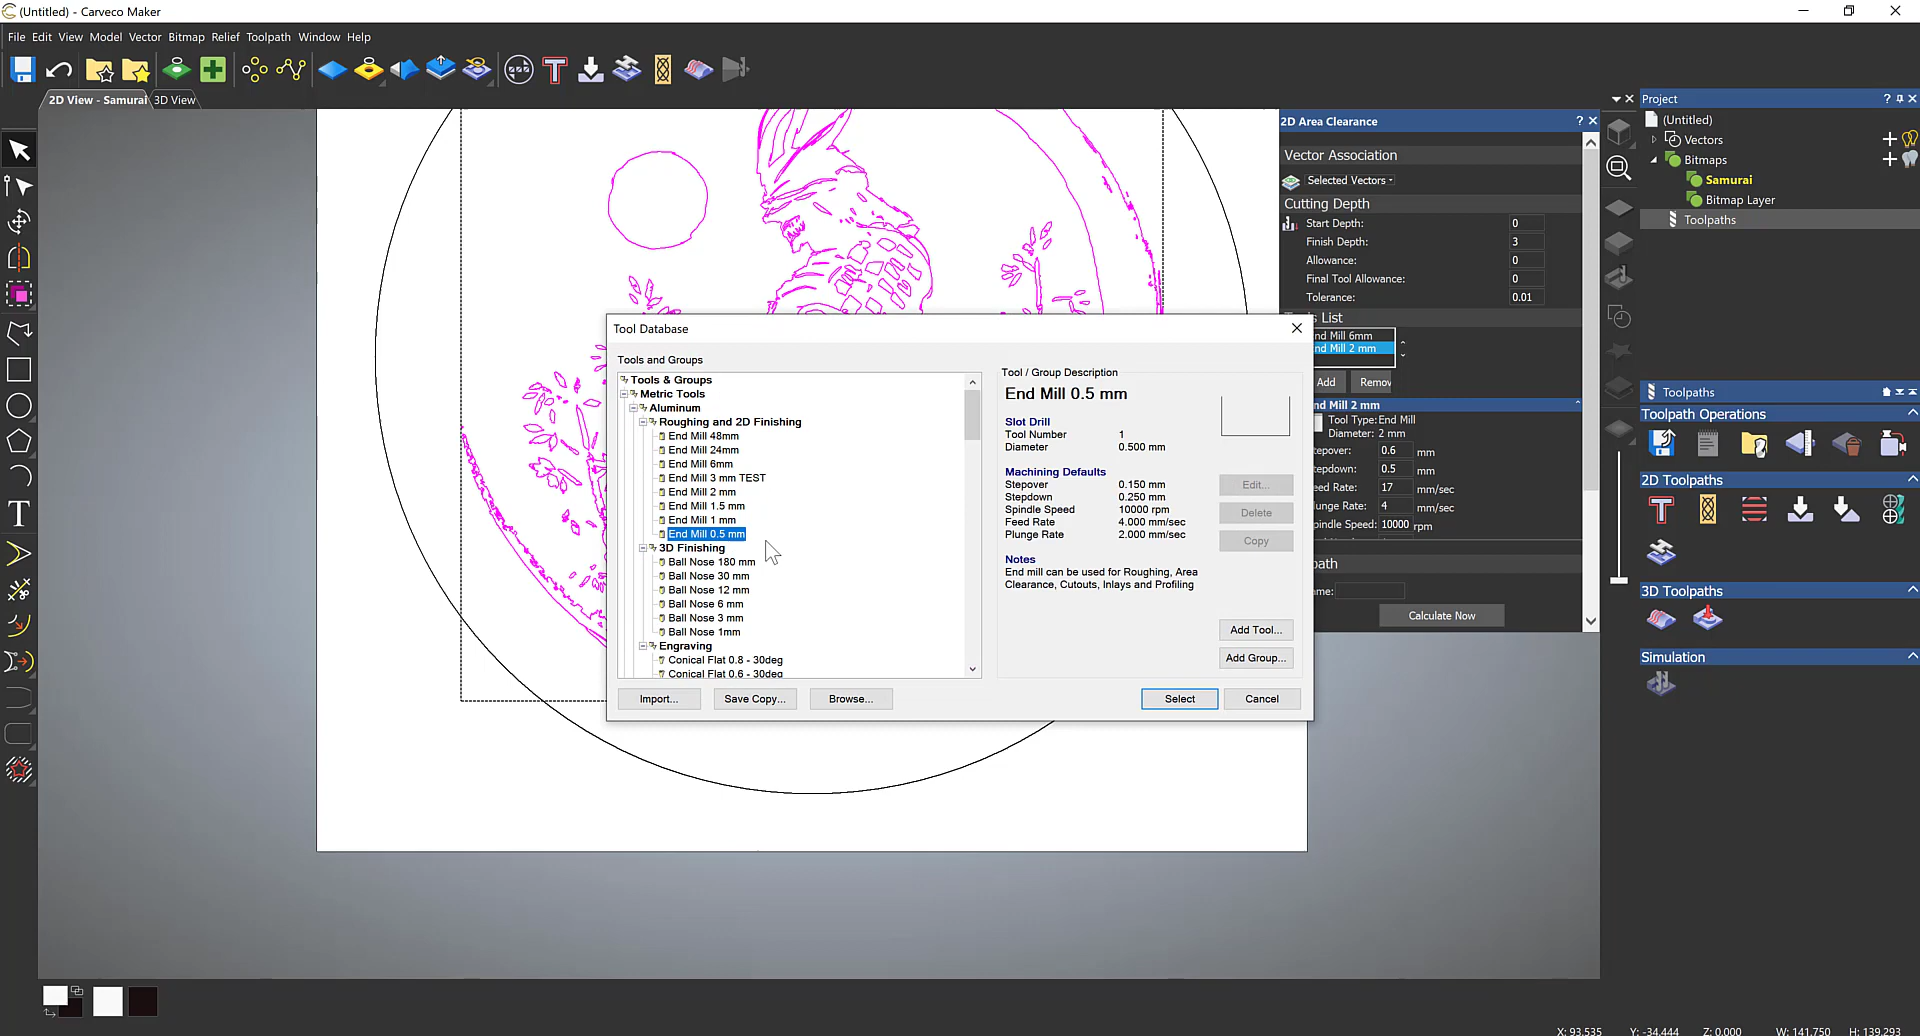 (Untitled) - Carveco Maker
File Edit View Model Vector Bitmap Relief Toolpath Window Help
2D View - Samurai 3D View
2D Area Clearance
Vector Association
Selected Vectors
Cutting Depth
Start Depth: 0
Finish Depth: 3
Allowance: 0
Final Tool Allowance: 0
Tolerance: 0.01
List
End Mill 6mm
nd Mill 2 mm
Add Remov
nd Mill 2 mm
Tool Type: End Mill
Diameter: 2 mm
tepover: 0.6 mm
tepdown: 0.5 mm
eed Rate: 17 mm/sec
lunge Rate: 4 mm/sec
pindle Speed: 10000 rpm
path
me:
Calculate Now
Tool Database
Tools and Groups
Tools & Groups
Metric Tools
Aluminum
Roughing and 2D Finishing
End Mill 48mm
End Mill 24mm
End Mill 6mm
End Mill 3 mm TEST
End Mill 2 mm
End Mill 1.5 mm
End Mill 1 mm
End Mill 0.5 mm
3D Finishing
Ball Nose 180 mm
Ball Nose 30 mm
Ball Nose 12 mm
Ball Nose 6 mm
Ball Nose 3 mm
Ball Nose 1mm
Engraving
Conical Flat 0.8 - 30deg
Conical Flat 0.6 - 30deg
Import... Save Copy... Browse...
Tool / Group Description
End Mill 0.5 mm
Slot Drill
Tool Number 1
Diameter 0.500 mm
Machining Defaults
Stepover 0.150 mm
Stepdown 0.250 mm
Spindle Speed 10000 rpm
Feed Rate 4.000 mm/sec
Plunge Rate 2.000 mm/sec
Notes
End mill can be used for Roughing, Area
Clearance, Cutouts, Inlays and Profiling
Edit...
Delete
Copy
Add Tool...
Add Group...
Select Cancel
Project
(Untitled)
Vectors
Bitmaps
Samurai
Bitmap Layer
Toolpaths
Toolpaths
Toolpath Operations
2D Toolpaths
3D Toolpaths
Simulation
X: 93.535 Y: -34.444 Z: 0.000 W: 141.750 H: 139.293